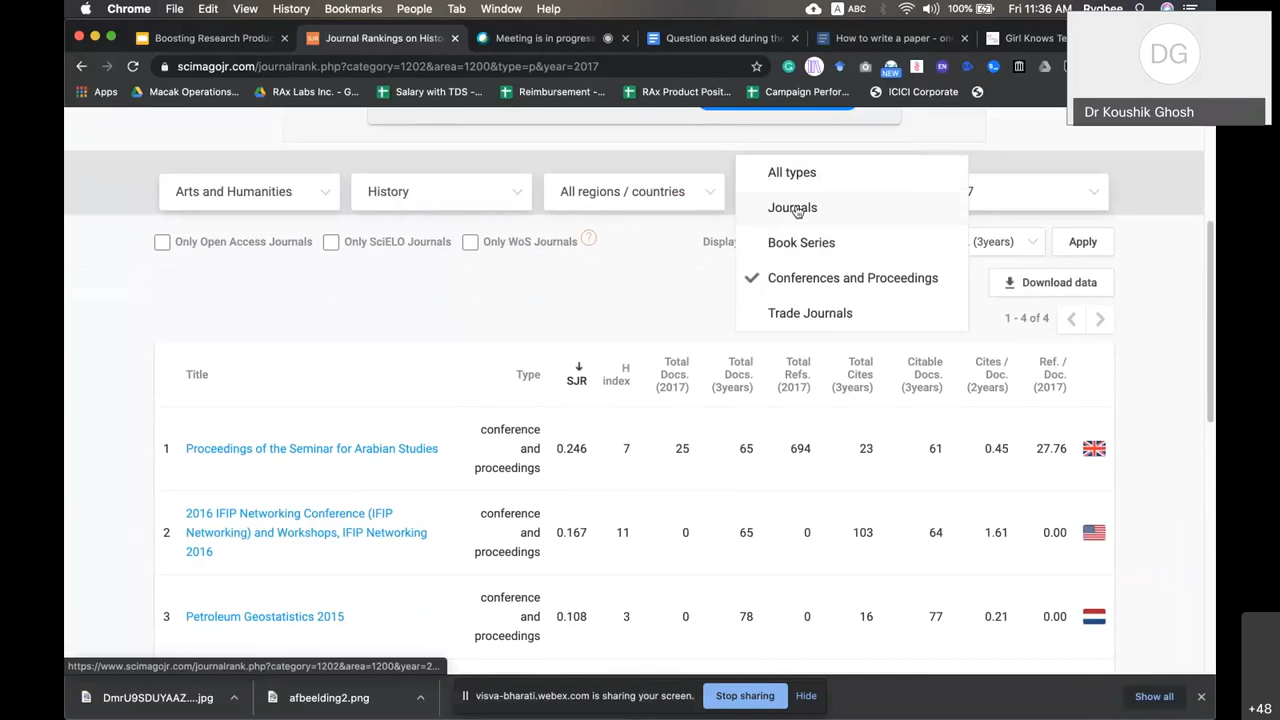 Chrome File Edit View History Bookmarks People Tab Window Help
A ABC 100% Fri 11:36 AM
Boosting Research Produc
Journal Rankings on Histo
Meeting is in progres
Question asked during the
How to write a paper - one
Girl Knows Te
DG
Dr Koushik Ghosh
scimagojr.com/journalrank.php?category=1202&area=1200&type=p&year=2017
NEW
EN
Apps
Macak Operations...
RAx Labs Inc. - G...
Salary with TDS -...
Reimbursement -...
RAx Product Posit...
Campaign Perfor...
ICICI Corporate
Arts and Humanities
History
All regions / countries
All types
Journals
Book Series
Conferences and Proceedings
Trade Journals
7
Only Open Access Journals
Only SciELO Journals
Only WoS Journals ?
Display
(3years)
Apply
Download data
1 - 4 of 4
Title
Type
SJR
H
index
Total
Docs.
(2017)
Total
Docs.
(3years)
Total
Refs.
(2017)
Total
Cites
(3years)
Citable
Docs.
(3years)
Cites /
Doc.
(2years)
Ref. /
Doc.
(2017)
1 Proceedings of the Seminar for Arabian Studies
conference
and
proceedings
0.246 7 25 65 694 23 61 0.45 27.76
2
2016 IFIP Networking Conference (IFIP
Networking) and Workshops, IFIP Networking
2016
conference
and
proceedings
0.167 11 0 65 0 103 64 1.61 0.00
3 Petroleum Geostatistics 2015
conference
and
proceedings
0.108 3 0 78 0 16 77 0.21 0.00
https://www.scimagojr.com/journalrank.php?category=1202&area=1200&year=2...
DmrU9SDUYAAZ....jpg
afbeelding2.png
visva-bharati.webex.com is sharing your screen.
Stop sharing
Hide
Show all
+48